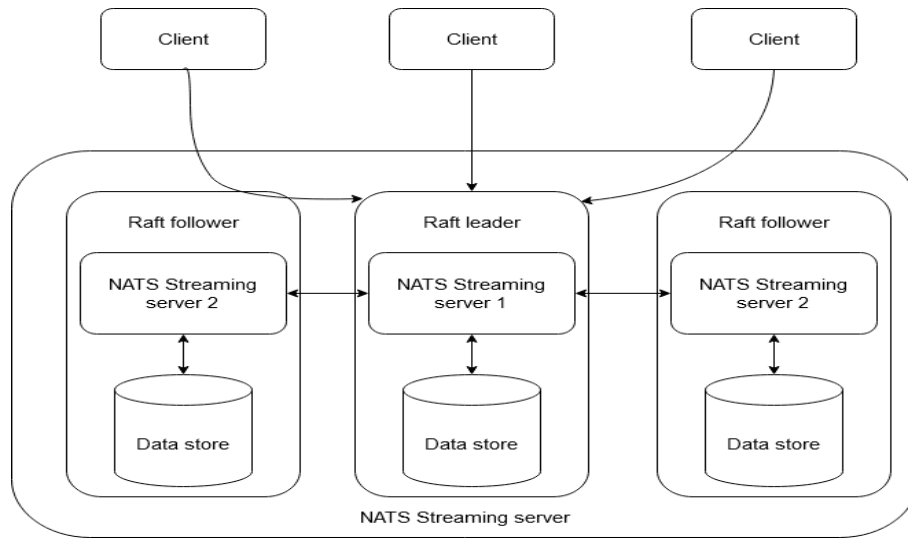 Client
Client
Client
Raft follower
Raft leader
Raft follower
NATS Streaming
server 2
NATS Streaming
server 1
NATS Streaming
server 2
Data store
Data store
Data store
NATS Streaming server